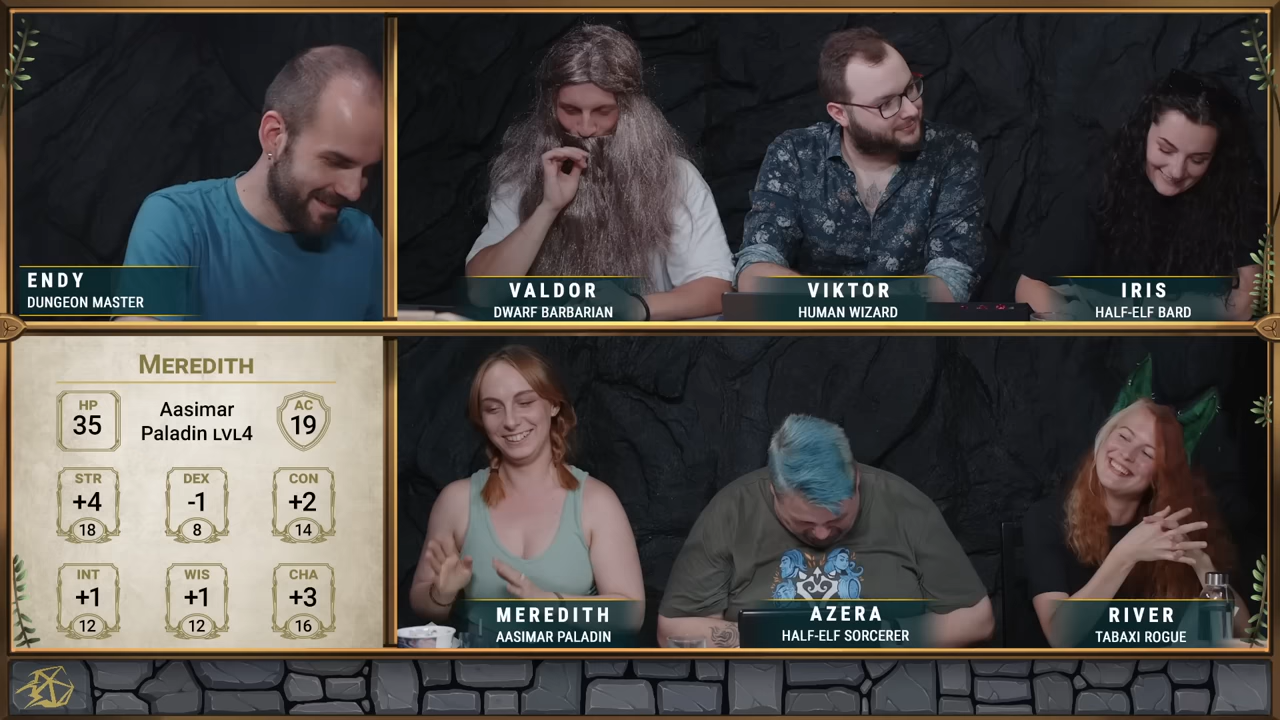 ENDY
DUNGEON MASTER
VALDOR
DWARF BARBARIAN
VIKTOR
HUMAN WIZARD
IRIS
HALF-ELF BARD
MEREDITH
HP
35
Aasimar
Paladin LVL4
AC
19
STR
+4
18
DEX
-1
8
CON
+2
14
INT
+1
12
WIS
+1
12
CHA
+3
16
MEREDITH
AASIMAR PALADIN
AZERA
HALF-ELF SORCERER
RIVER
TABAXI ROGUE